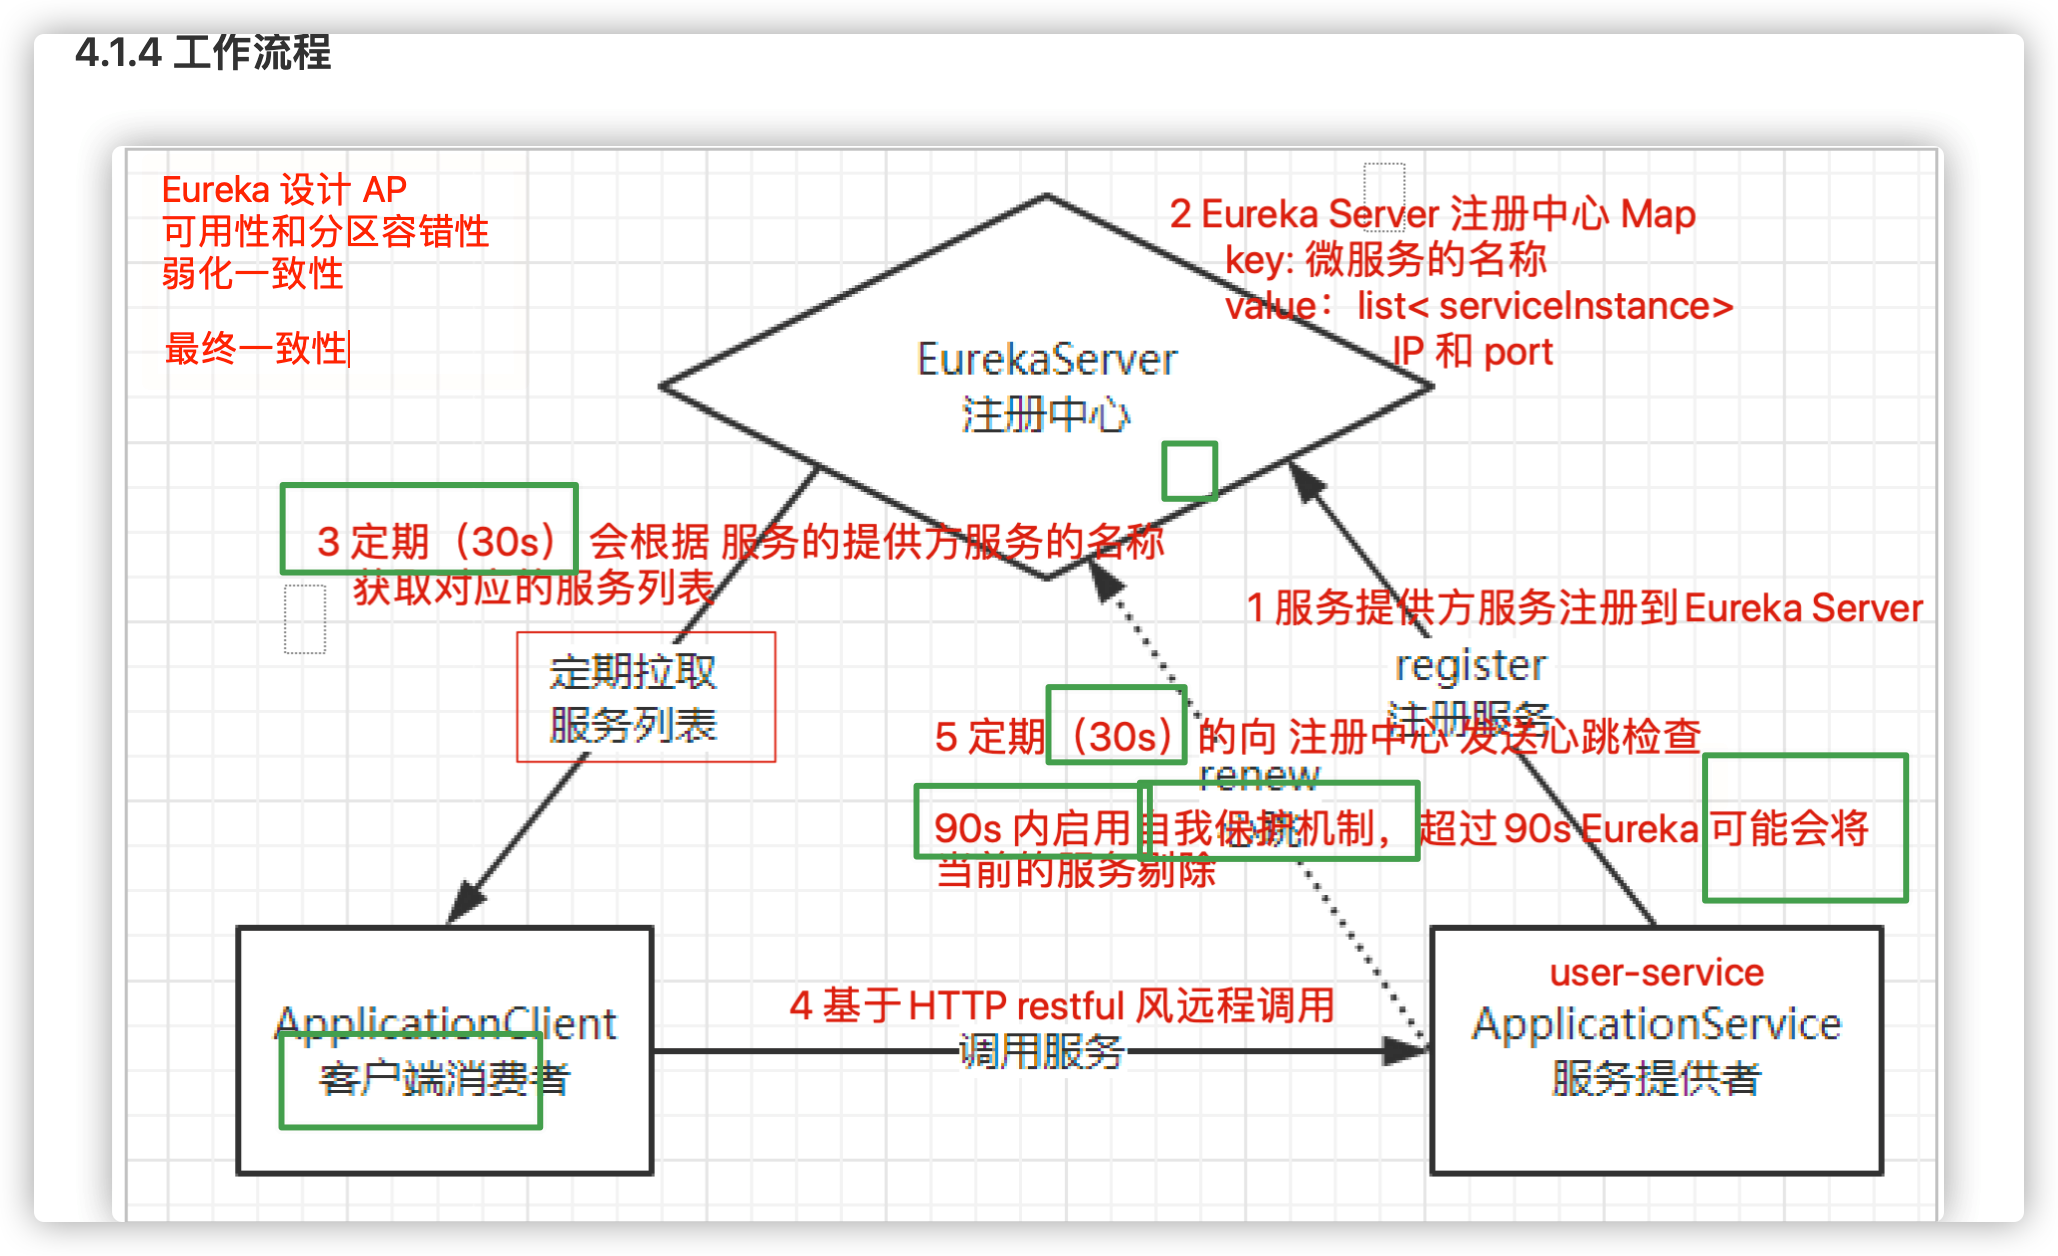 4.1.4 工作流程
Eureka 设计 AP
可用性和分区容错性
弱化一致性
最终一致性
2 Eureka Server 注册中心 Map
key: 微服务的名称
value： list< serviceInstance>
IP 和 port
EurekaServer
注册中心
3 定期（30s） 会根据 服务的提供方服务的名称
获取对应的服务列表
定期拉取
服务列表
1 服务提供方服务注册到 Eureka Server
register
注册服务
5 定期（30s） 的向 注册中心 发送心跳检查
renew
心跳
90s 内启用自我保护机制，超过 90s Eureka 可能会将
当前的服务剔除
ApplicationClient
客户端消费者
4 基于 HTTP restful 风远程调用
调用服务
user-service
ApplicationService
服务提供者